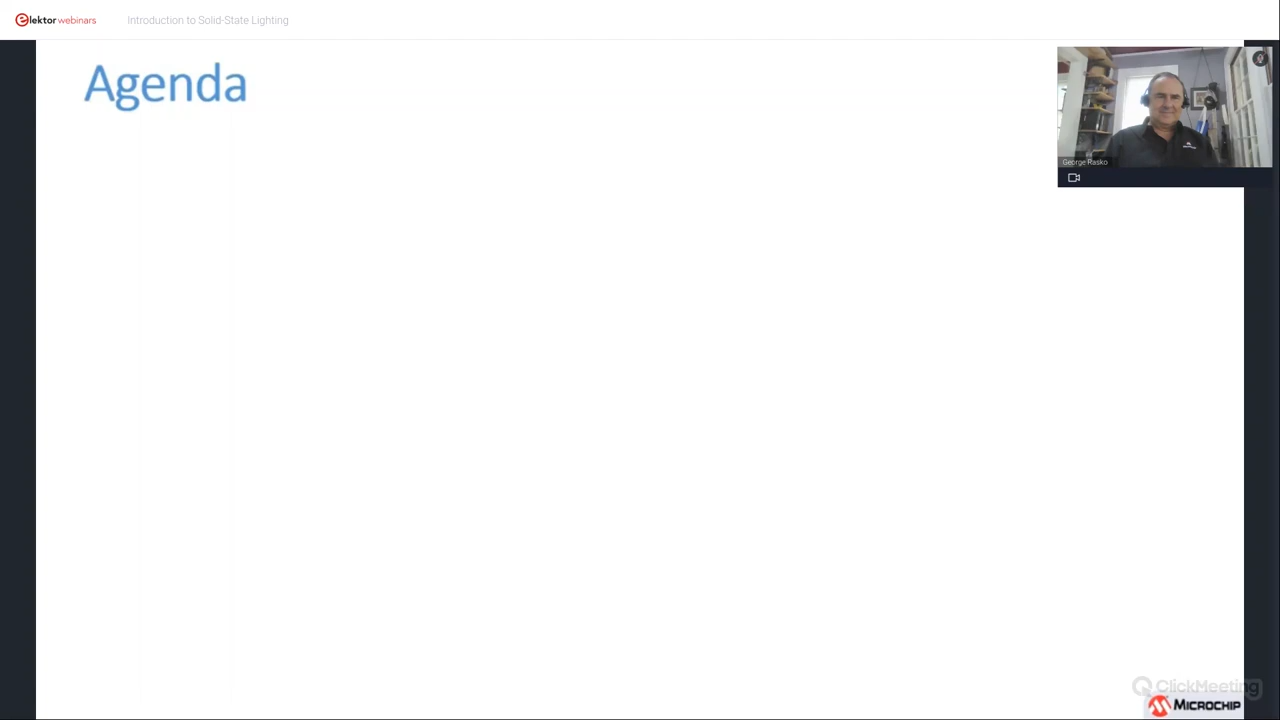 elektor webinars
Introduction to Solid-State Lighting
Agenda
George Rasko
ClickMeeting
MICROCHIP